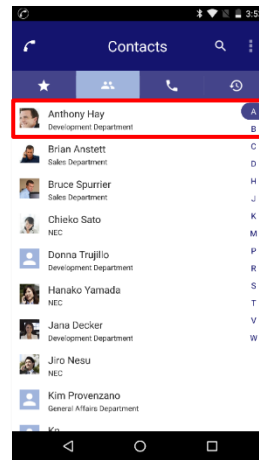 3:5
Contacts
Anthony Hay
Development Department
A
B
Brian Anstett
Sales Department
C
D
Bruce Spurrier
Sales Department
H
J
Chieko Sato
NEC
K
M
Donna Trujillo
Development Department
P
R
Hanako Yamada
NEC
S
T
Jana Decker
Development Department
V
W
Jiro Nesu
NEC
Kim Provenzano
General Affairs Department